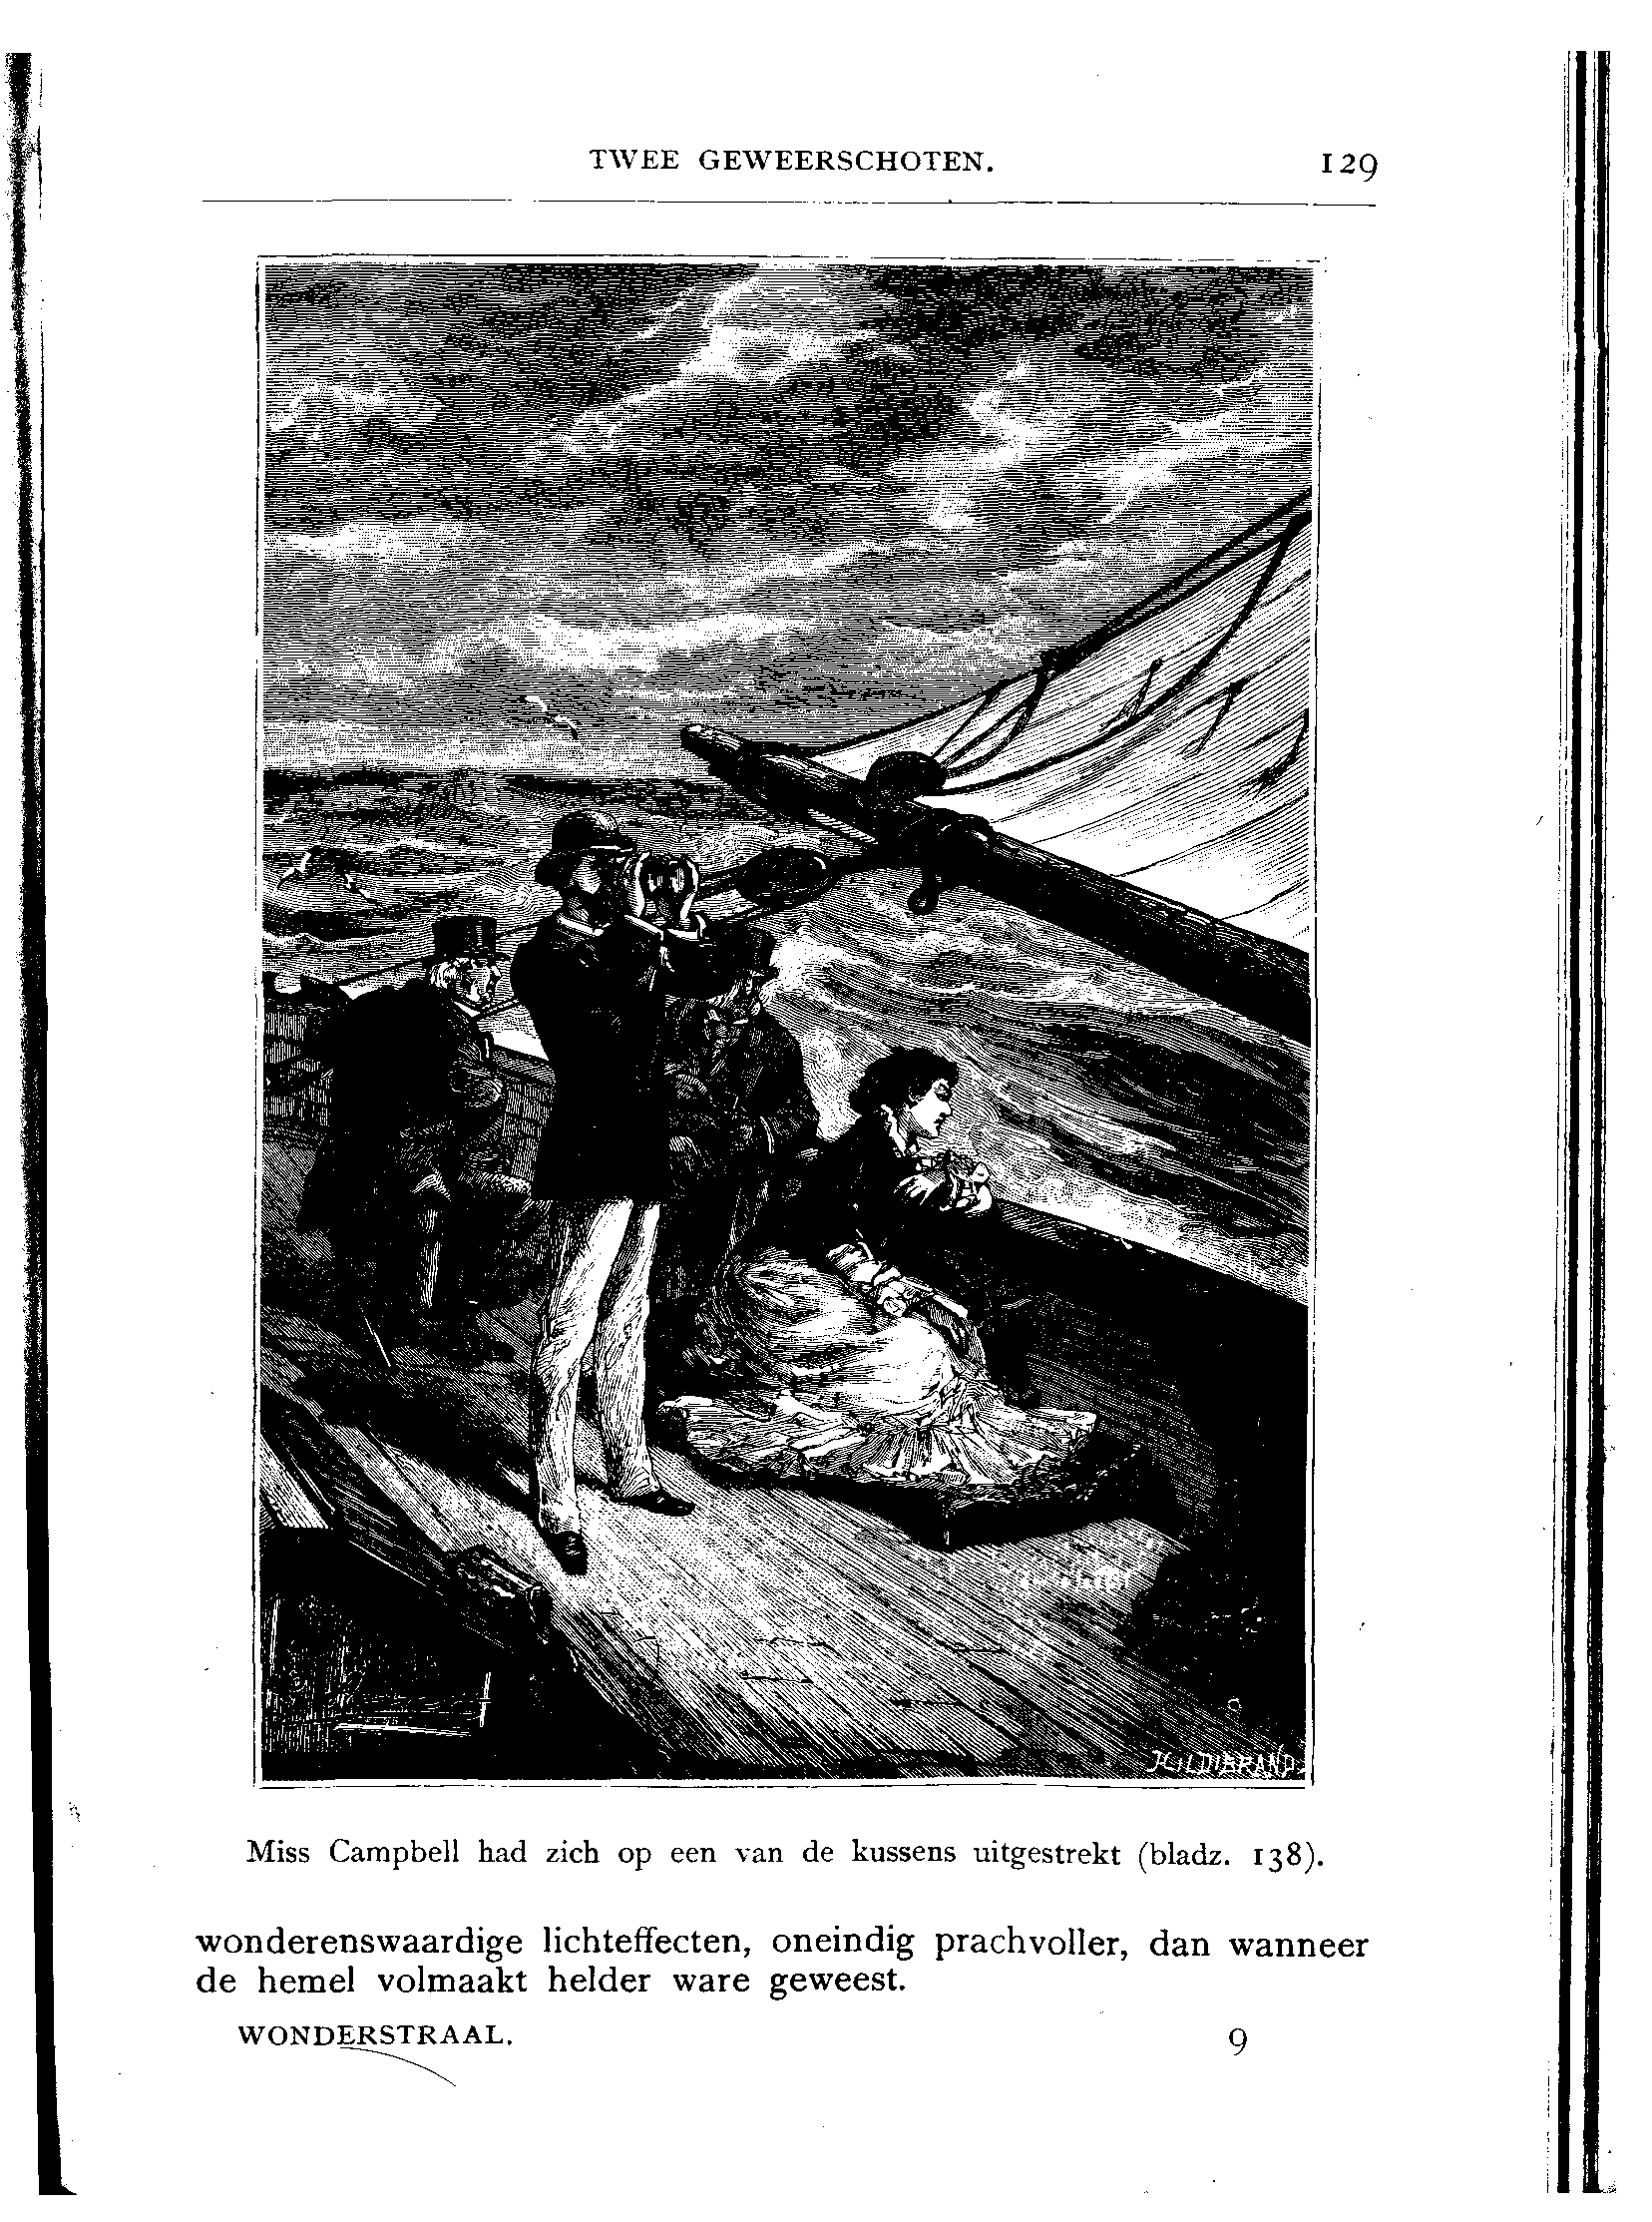 TWEE GEWEERSCHOTEN. 129
HILDIBRAND
Miss Campbell had zich op een van de kussens uitgestrekt (bladz. 138).
wonderenswaardige lichteffecten, oneindig prachvoller, dan wanneer
de hemel volmaakt helder ware geweest.
WONDERSTRAAL. 9